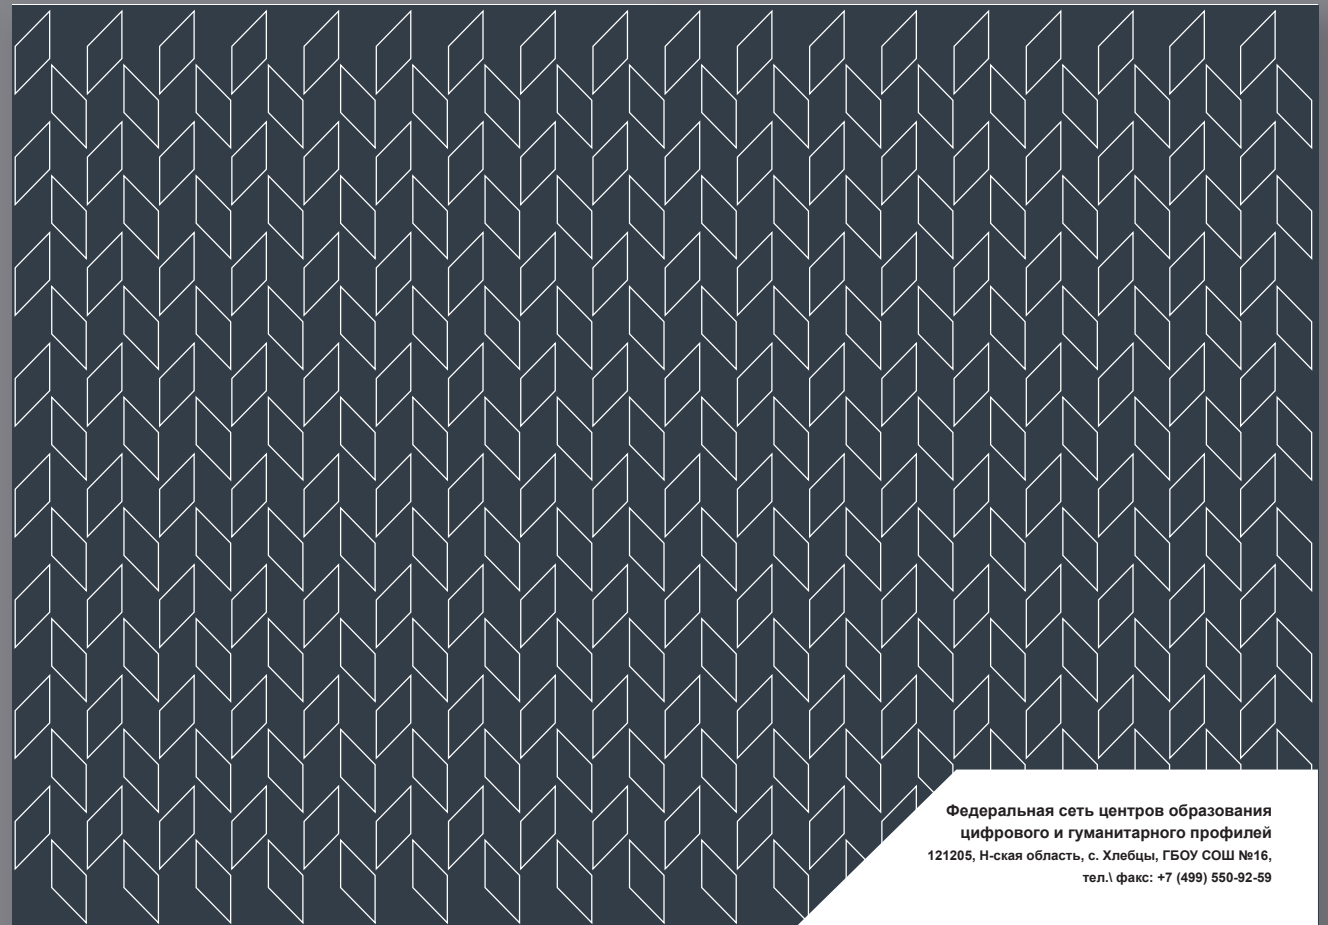 Федеральная сеть центров образования
цифрового и гуманитарного профилей
121205, Н-ская область, с. Хлебцы, ГБОУ СОШ №16,
тел.\ факс: +7 (499) 550-92-59